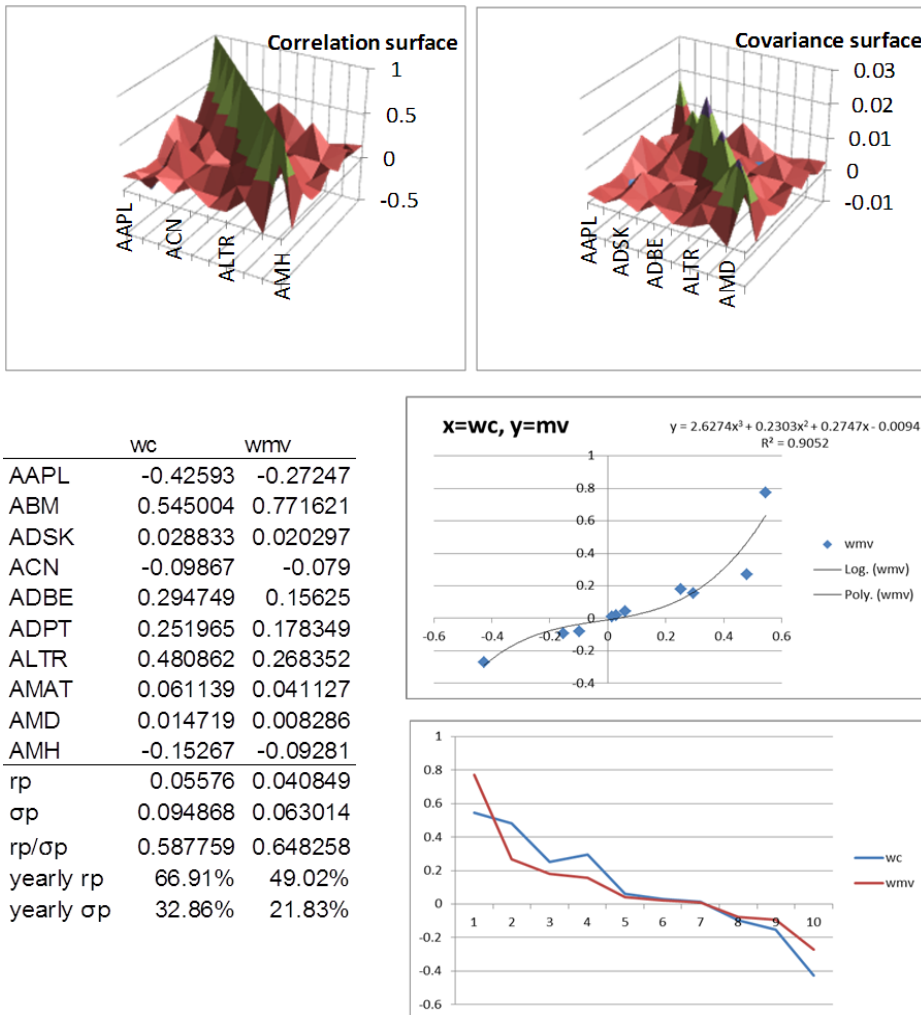 Correlation surface
1
0.5
0
-0.5
AAPL
ACN
ALTR
AMH
Covariance surface
0.03
0.02
0.01
0
-0.01
AAPL
ADSK
ADBE
ALTR
AMD
wc wmv
AAPL -0.42593 -0.27247
ABM 0.545004 0.771621
ADSK 0.028833 0.020297
ACN -0.09867 -0.079
ADBE 0.294749 0.15625
ADPT 0.251965 0.178349
ALTR 0.480862 0.268352
AMAT 0.061139 0.041127
AMD 0.014719 0.008286
AMH -0.15267 -0.09281
rp 0.05576 0.040849
σp 0.094868 0.063014
rp/σp 0.587759 0.648258
yearly rp 66.91% 49.02%
yearly σp 32.86% 21.83%
x=wc, y=mv
y = 2.6274x³ + 0.2303x² + 0.2747x - 0.0094
R² = 0.9052
1
0.8
0.6
0.4
0.2
0
-0.2
-0.4
-0.6 -0.4 -0.2 0 0.2 0.4 0.6
wmv
Log. (wmv)
Poly. (wmv)
1
0.8
0.6
0.4
0.2
0
-0.2
-0.4
-0.6
1 2 3 4 5 6 7 8 9 10
wc
wmv